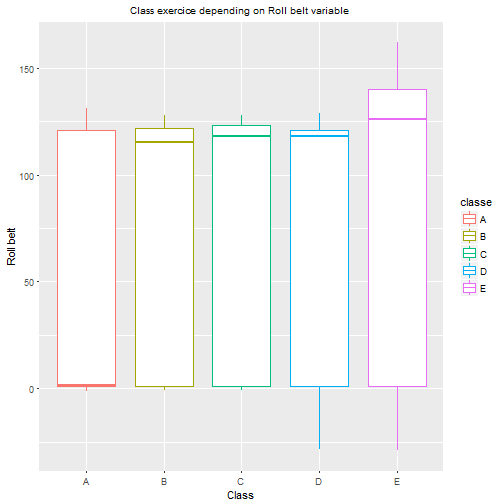 Class exercice depending on Roll belt variable
150
100
50
0
Roll belt
A B C D E
Class
classe
A
B
C
D
E